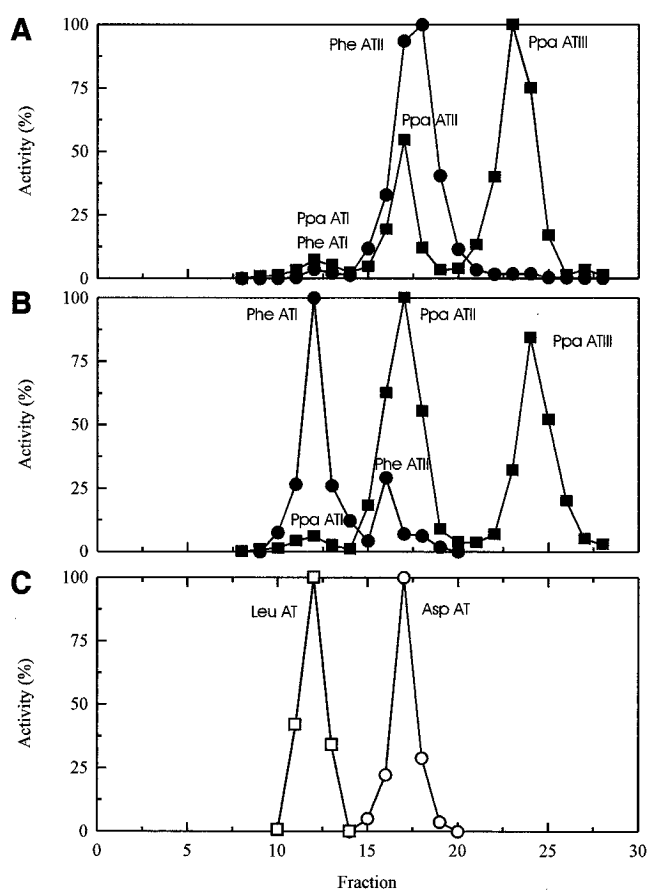 A
100
75
50
25
0
Activity (%)
Phe ATII
Ppa ATIII
Ppa ATII
Ppa ATI
Phe ATI
B
100
75
50
25
0
Activity (%)
Phe ATI
Ppa ATII
Ppa ATIII
Phe ATII
Ppa ATI
C
100
75
50
25
0
Activity (%)
Leu AT
Asp AT
0 5 10 15 20 25 30
Fraction